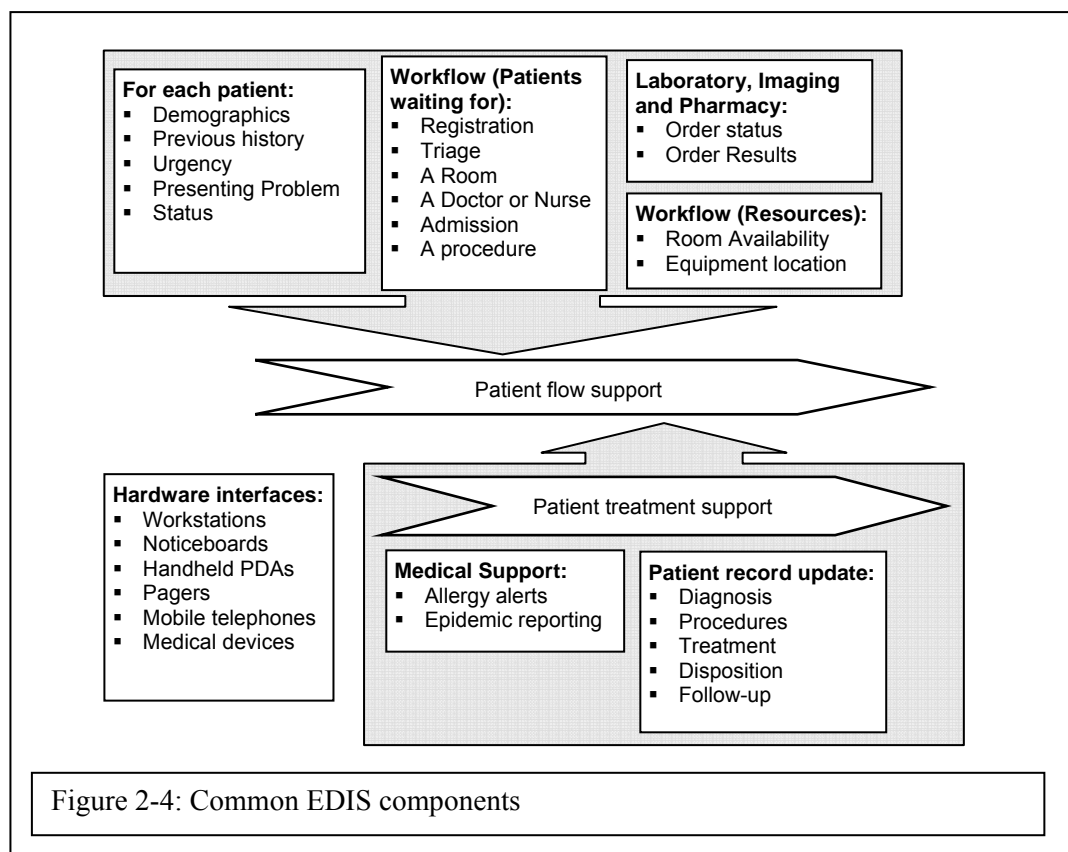 For each patient:
▪ Demographics
▪ Previous history
▪ Urgency
▪ Presenting Problem
▪ Status
Workflow (Patients
waiting for):
▪ Registration
▪ Triage
▪ A Room
▪ A Doctor or Nurse
▪ Admission
▪ A procedure
Laboratory, Imaging
and Pharmacy:
▪ Order status
▪ Order Results
Workflow (Resources):
▪ Room Availability
▪ Equipment location
Patient flow support
Hardware interfaces:
▪ Workstations
▪ Noticeboards
▪ Handheld PDAs
▪ Pagers
▪ Mobile telephones
▪ Medical devices
Patient treatment support
Medical Support:
▪ Allergy alerts
▪ Epidemic reporting
Patient record update:
▪ Diagnosis
▪ Procedures
▪ Treatment
▪ Disposition
▪ Follow-up
Figure 2-4: Common EDIS components